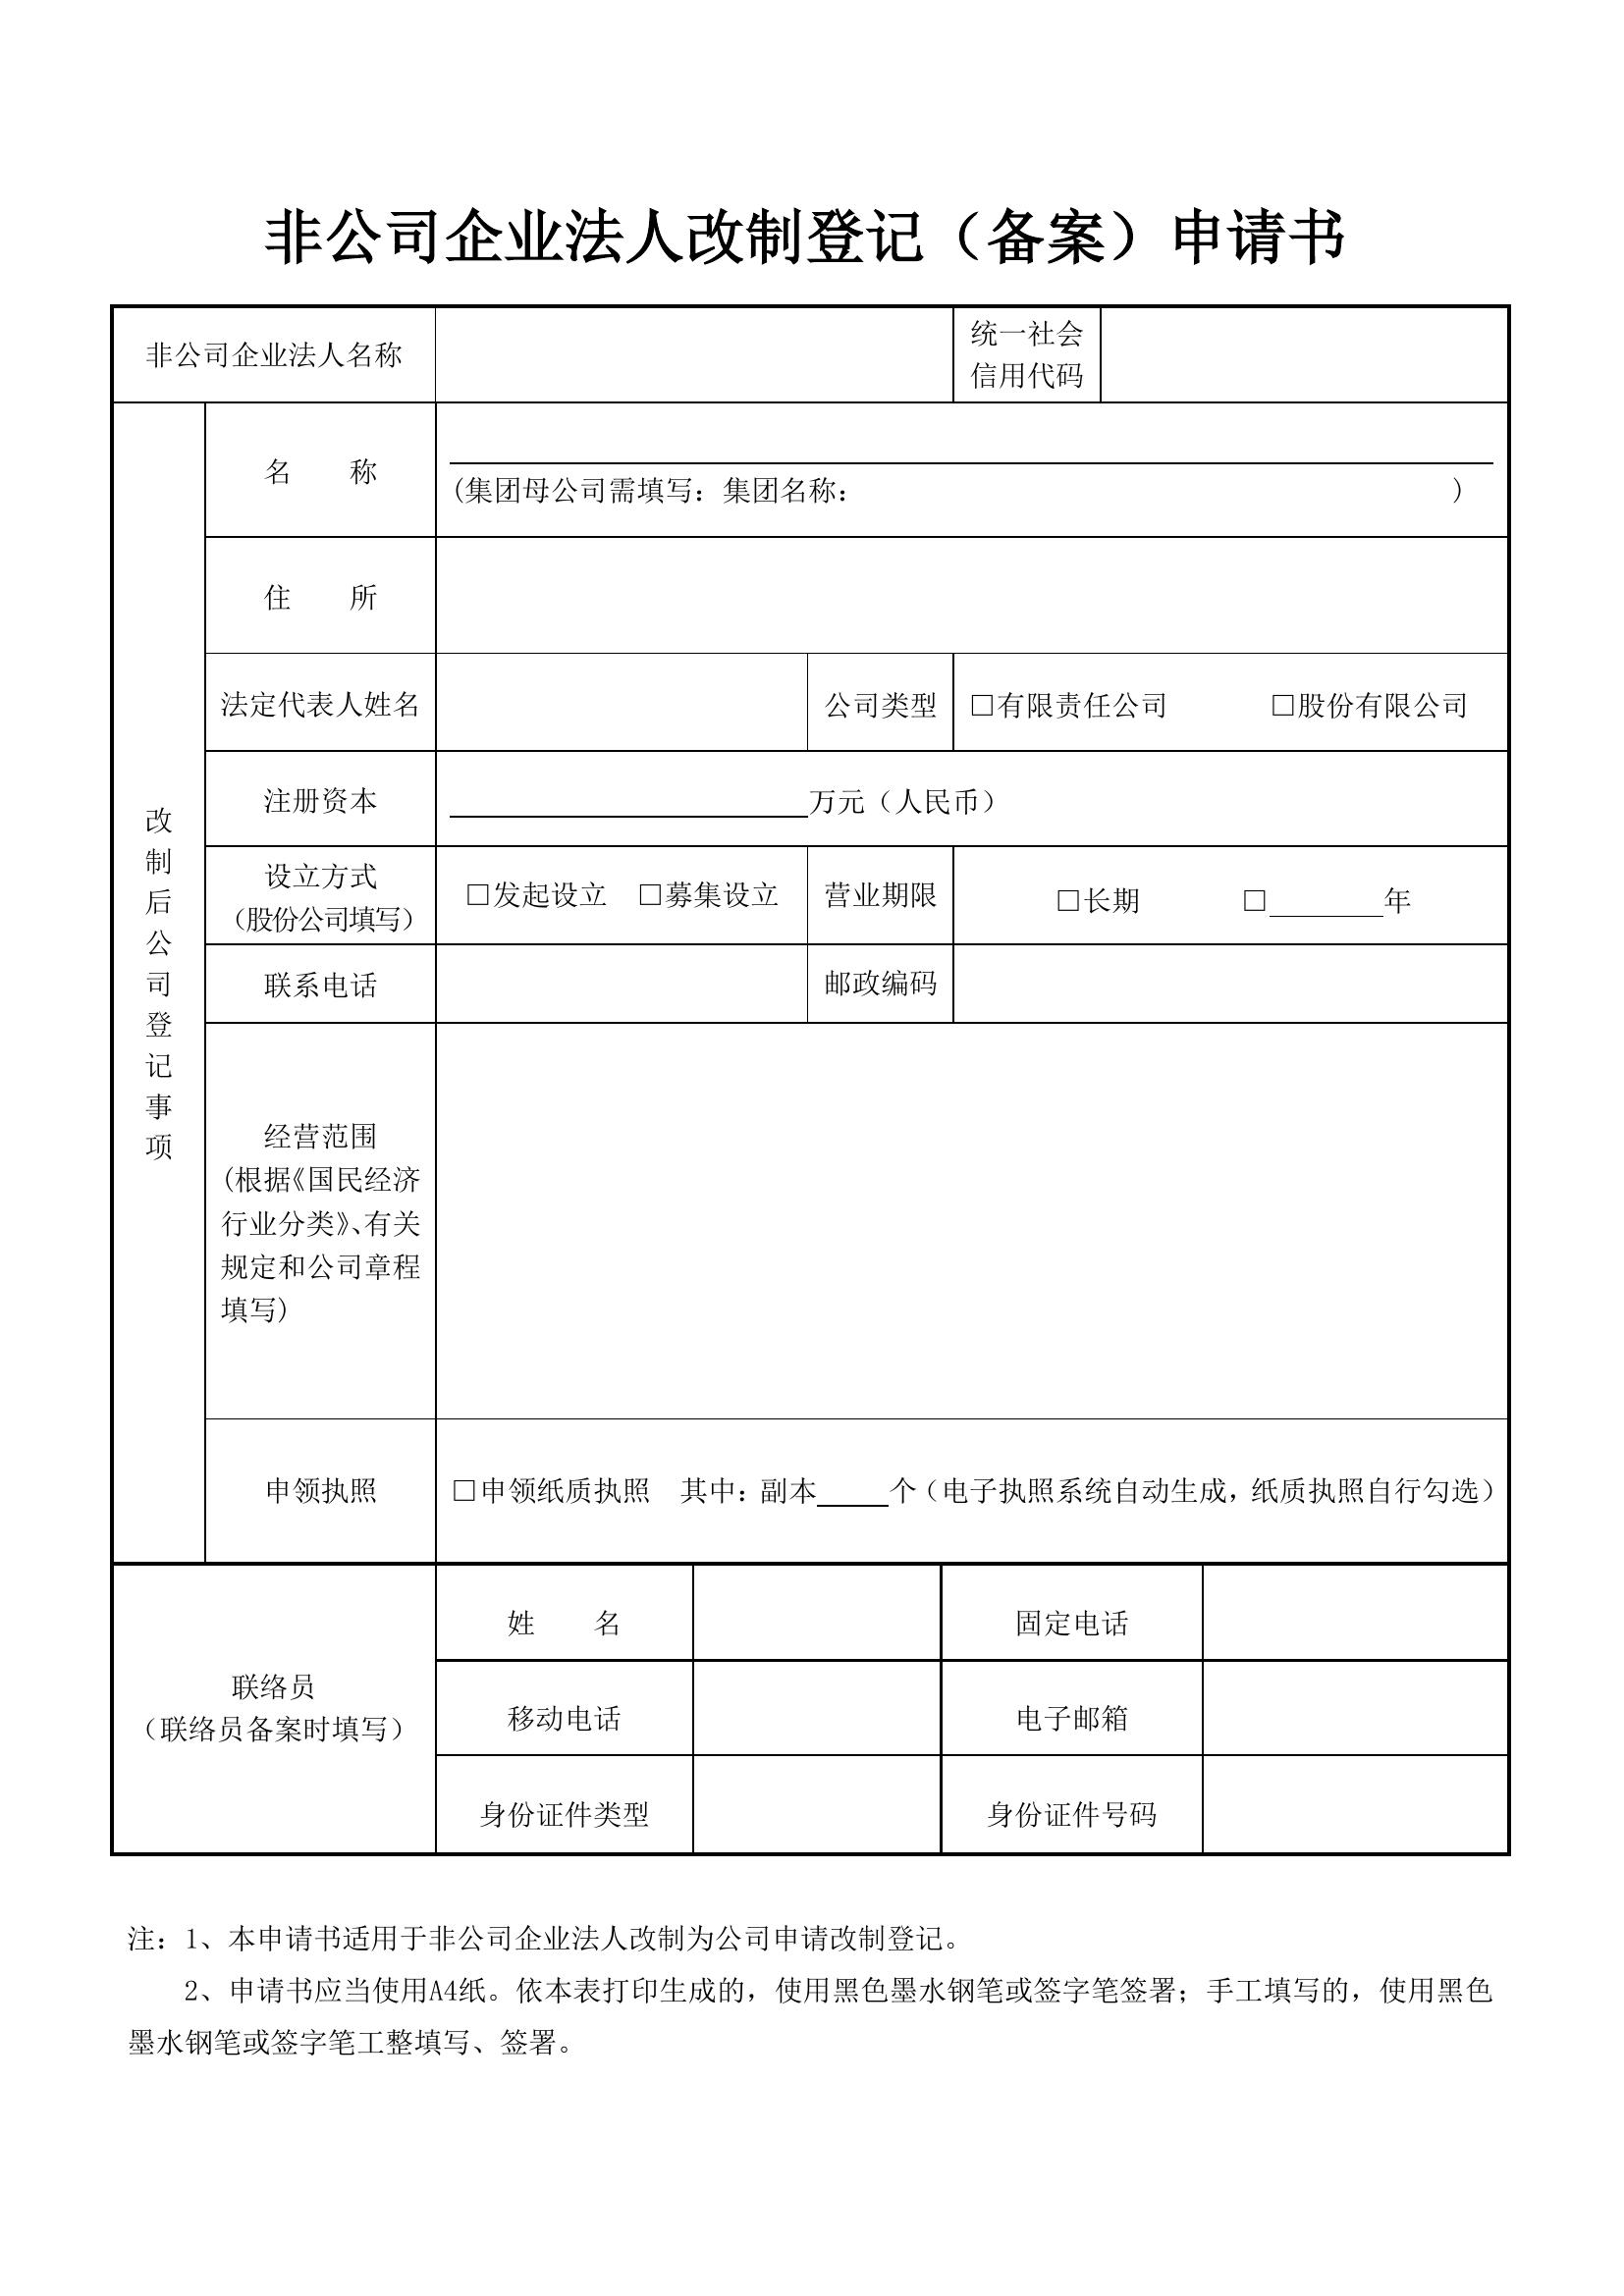 非公司企业法人改制登记（备案）申请书
非公司企业法人名称
统一社会
信用代码
改制后公司登记事项
名　　称
(集团母公司需填写：集团名称：　　　　　)
住　　所
法定代表人姓名
公司类型
□有限责任公司　　　□股份有限公司
注册资本
____________万元（人民币）
设立方式
（股份公司填写）
□发起设立　□募集设立
营业期限
□长期　　　□________年
联系电话
邮政编码
经营范围
(根据《国民经济
行业分类》、有关
规定和公司章程
填写)
申领执照
□申领纸质执照　其中：副本_____个（电子执照系统自动生成，纸质执照自行勾选）
联络员
（联络员备案时填写）
姓　　名
固定电话
移动电话
电子邮箱
身份证件类型
身份证件号码
注：1、本申请书适用于非公司企业法人改制为公司申请改制登记。
2、申请书应当使用A4纸。依本表打印生成的，使用黑色墨水钢笔或签字笔签署；手工填写的，使用黑色
墨水钢笔或签字笔工整填写、签署。